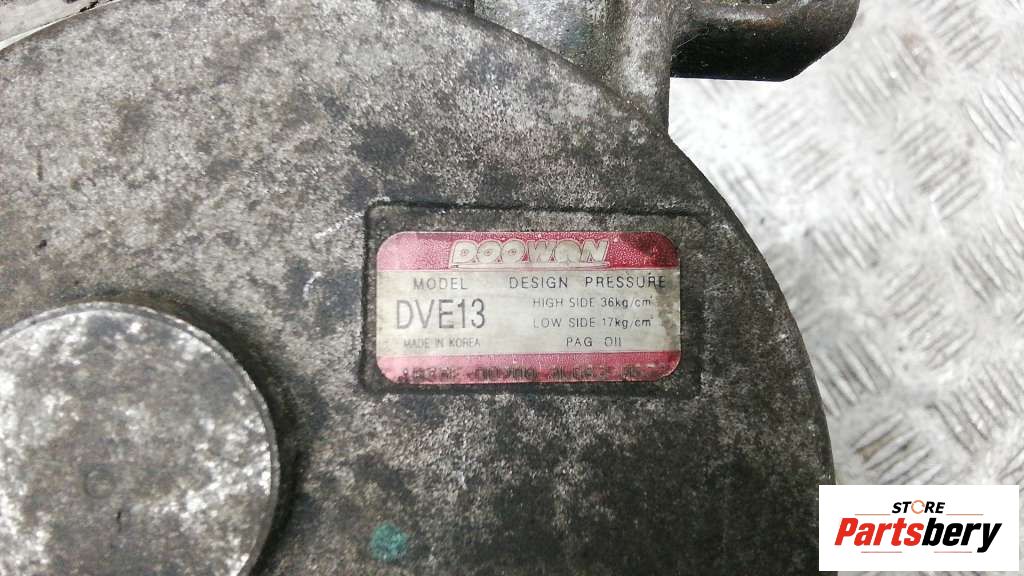 DOOWON
MODEL DESIGN PRESSURE
DVE13
HIGH SIDE 36kg/cm²
LOW SIDE 17kg/cm²
MADE IN KOREA PAG OIl
STORE
Partsbery